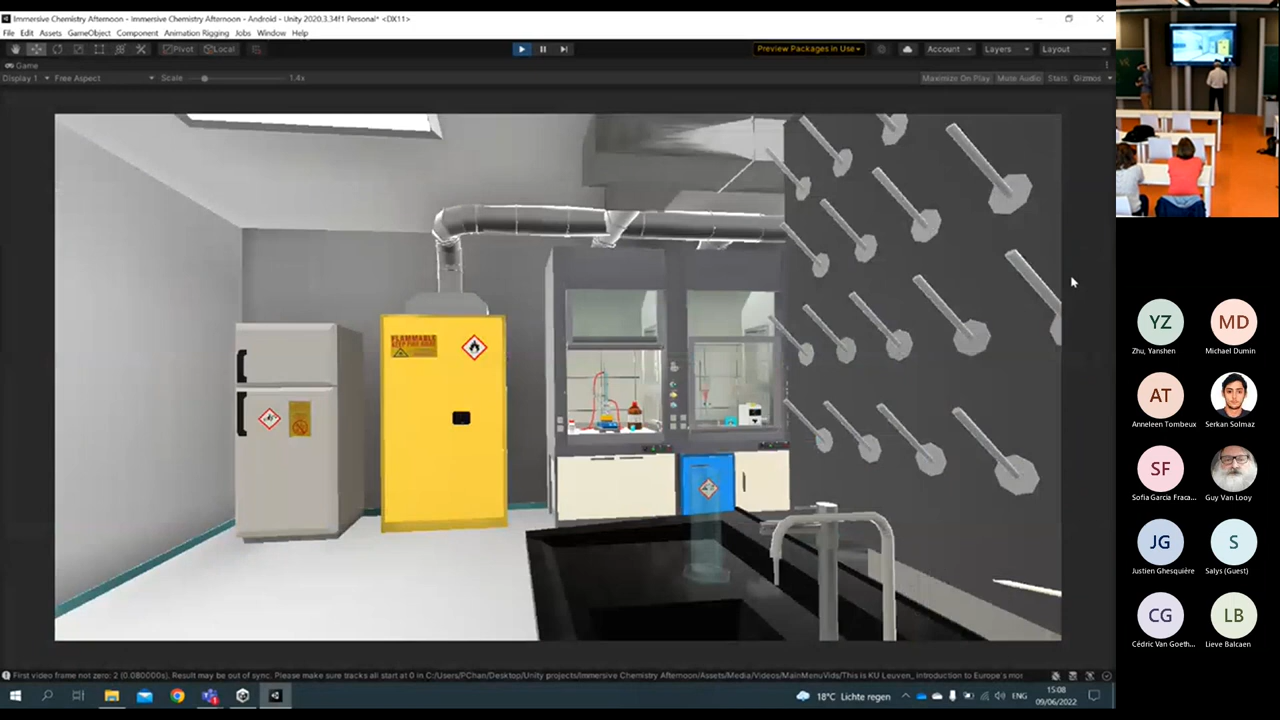 Immersive Chemistry Afternoon - Immersive Chemistry Afternoon - Android - Unity 2020.3.34f1 Personal* <DX11>
File Edit Assets GameObject Component Animation Rigging Jobs Window Help
Pivot Local
Preview Packages in Use
Account Layers Layout
Game
Display 1 Free Aspect Scale 1.4x
Maximize On Play Mute Audio Stats Gizmos
FLAMMABLE
KEEP FIRE AWAY
YZ
Zhu, Yanshen
MD
Michael Dumin
AT
Anneleen Tombeux
Serkan Solmaz
SF
Sofia Garcia Fraca...
Guy Van Looy
JG
Justien Ghesquière
S
Salys (Guest)
CG
Cédric Van Goeth...
LB
Lieve Balcaen
First video frame not zero: 2 (0.080000s). Result may be out of sync. Please make sure tracks all start at 0 in C:/Users/PChan/Desktop/Unity projects/Immersive Chemistry Afternoon/Assets/Media/Videos/MainMenuVids/This is KU Leuven_ introduction to Europe's mos
18°C Lichte regen
ENG
15:08
09/06/2022